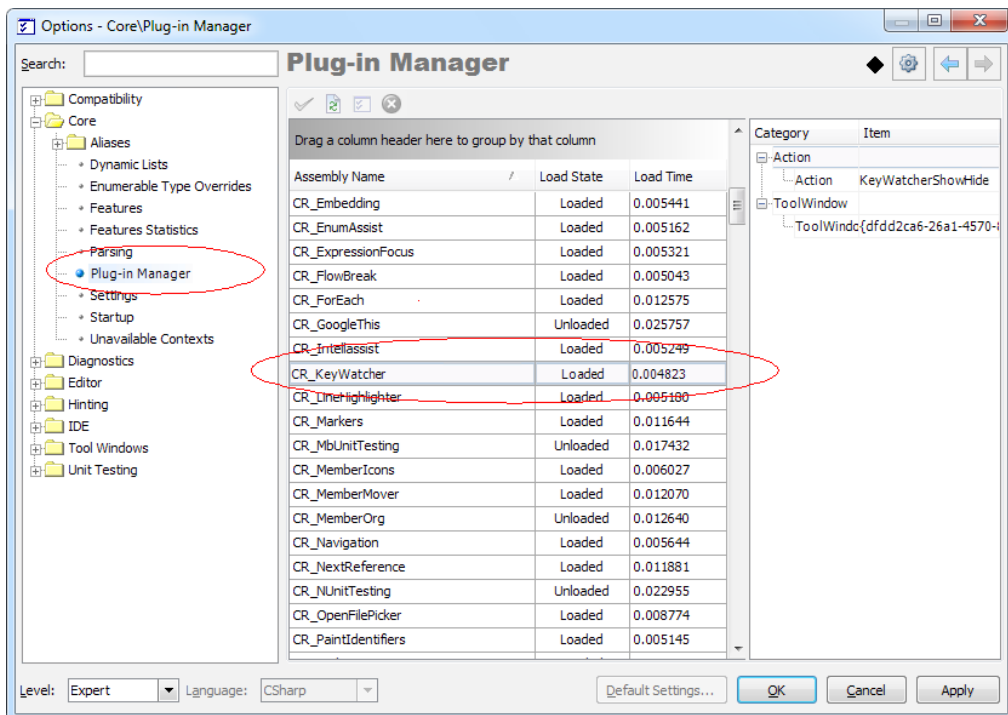 Options - Core\Plug-in Manager
Search:
Plug-in Manager
Compatibility
Core
Aliases
Dynamic Lists
Enumerable Type Overrides
Features
Features Statistics
Parsing
Plug-in Manager
Settings
Startup
Unavailable Contexts
Diagnostics
Editor
Hinting
IDE
Tool Windows
Unit Testing
Drag a column header here to group by that column
Assembly Name Load State Load Time
CR_Embedding Loaded 0.005441
CR_EnumAssist Loaded 0.005162
CR_ExpressionFocus Loaded 0.005321
CR_FlowBreak Loaded 0.005043
CR_ForEach Loaded 0.012575
CR_GoogleThis Unloaded 0.025757
CR_Intellassist Loaded 0.005249
CR_KeyWatcher Loaded 0.004823
CR_LineHighlighter Loaded 0.005180
CR_Markers Loaded 0.011644
CR_MbUnitTesting Unloaded 0.017432
CR_MemberIcons Loaded 0.006027
CR_MemberMover Loaded 0.012070
CR_MemberOrg Unloaded 0.012640
CR_Navigation Loaded 0.005644
CR_NextReference Loaded 0.011881
CR_NUnitTesting Unloaded 0.022955
CR_OpenFilePicker Loaded 0.008774
CR_PaintIdentifiers Loaded 0.005145
Category Item
Action
Action KeyWatcherShowHide
ToolWindow
ToolWindc {dfdd2ca6-26a1-4570-
Level: Expert Language: CSharp Default Settings... OK Cancel Apply